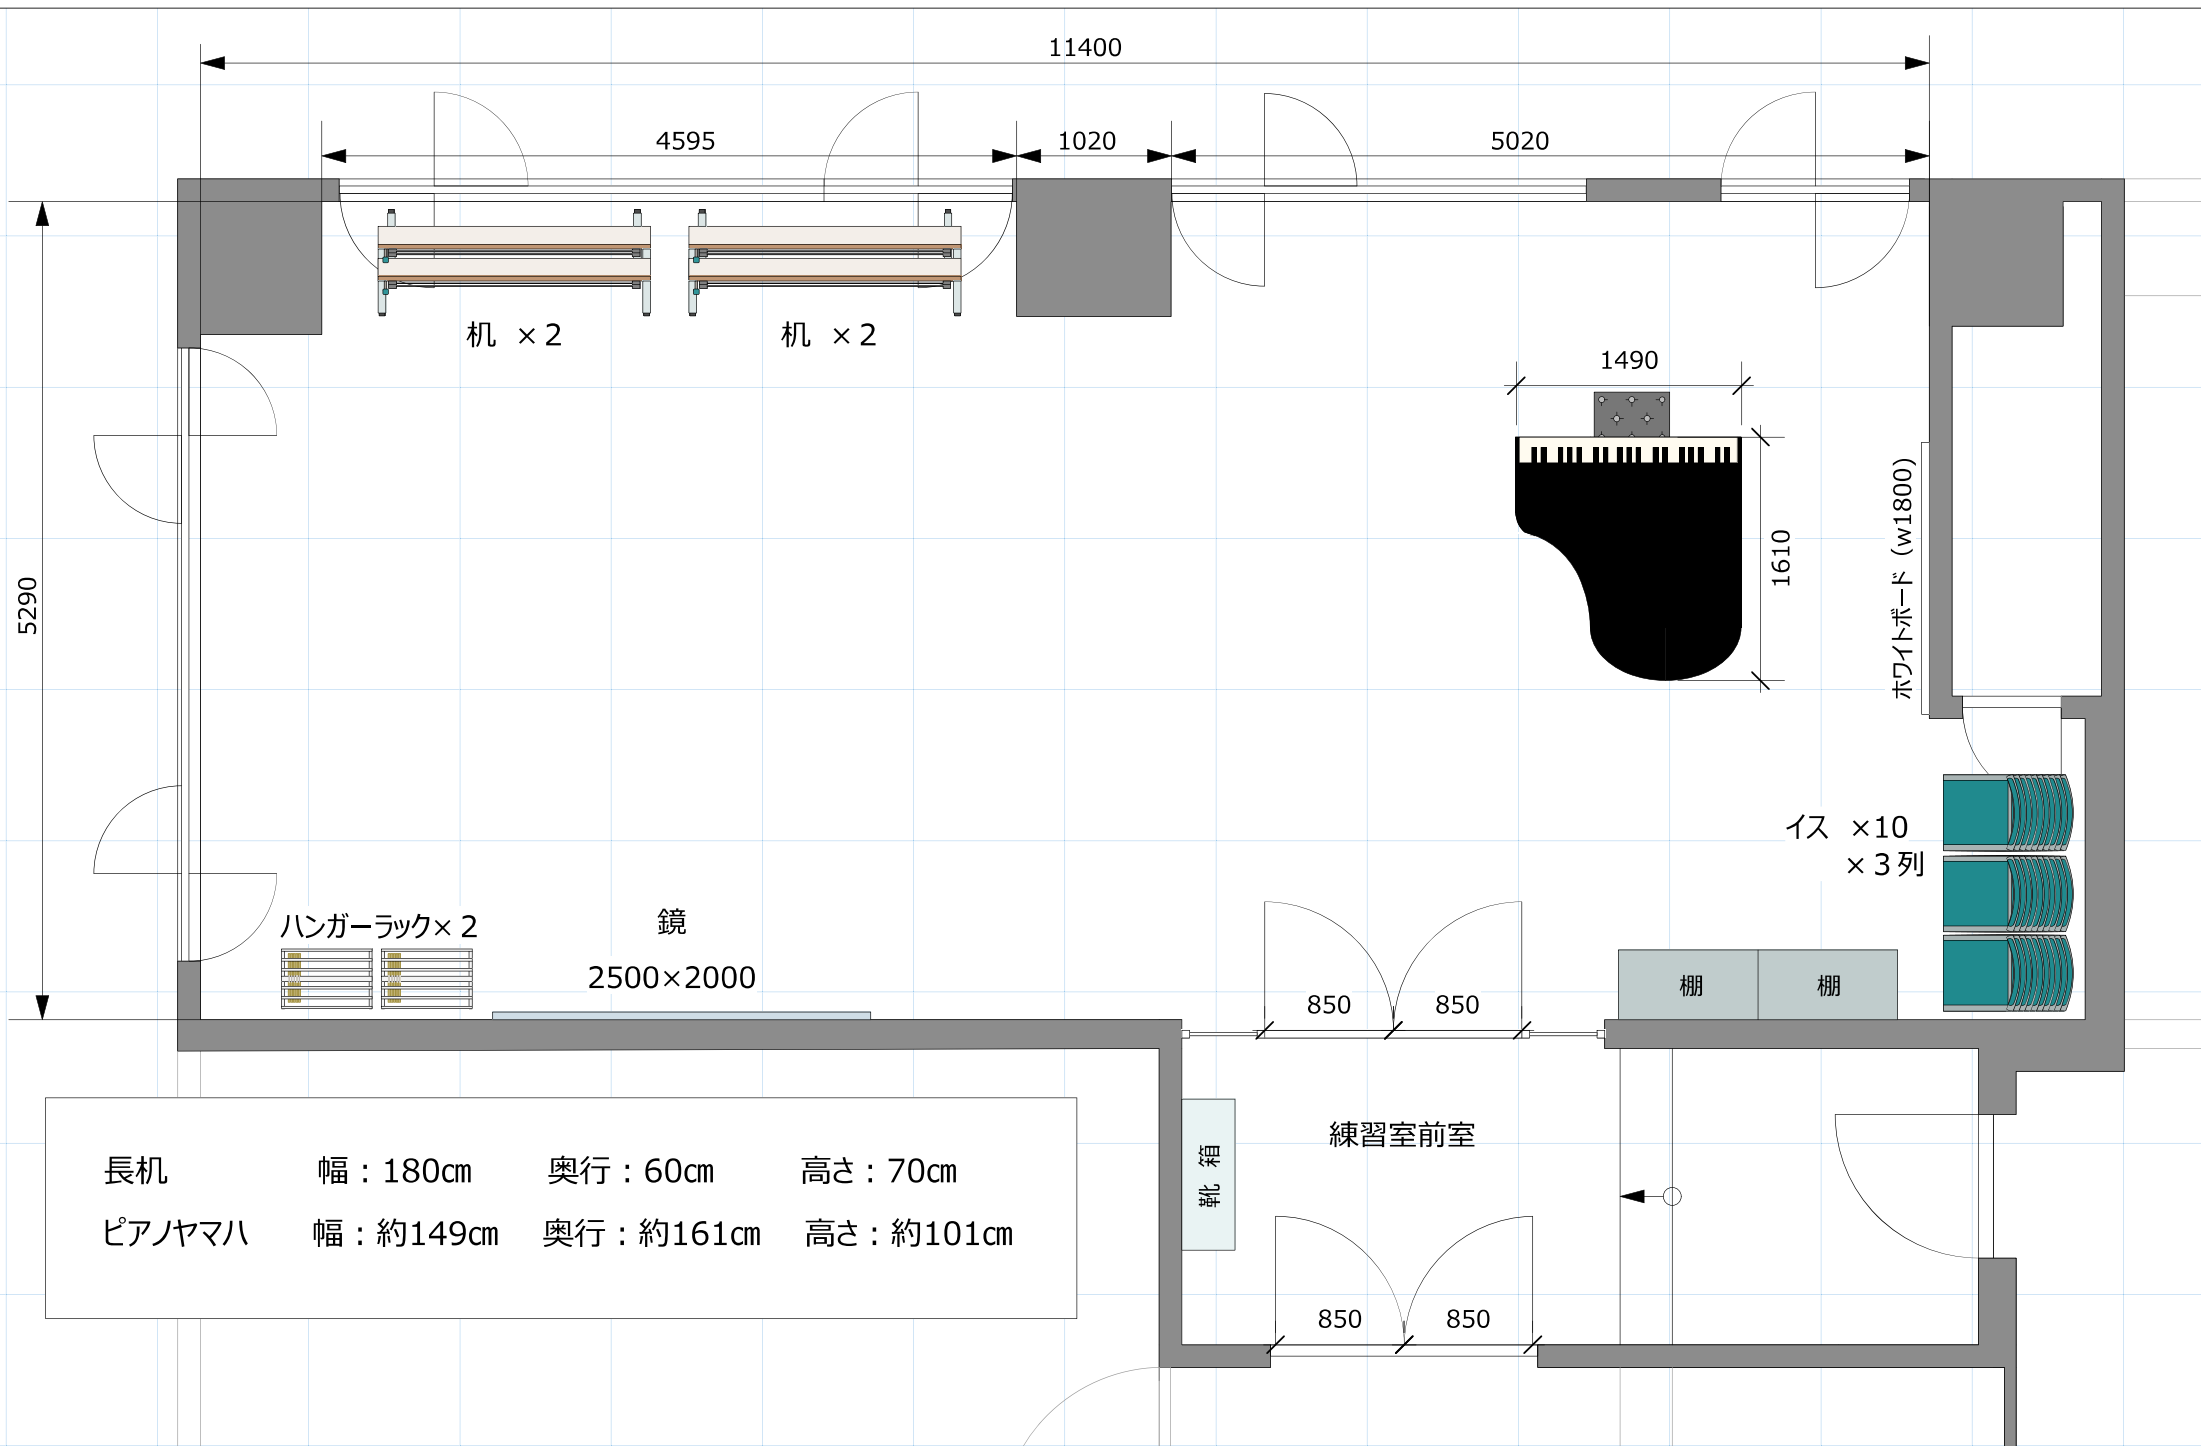 11400
4595
1020
5020
机 ×２
机 ×２
1490
1610
ホワイトボード（w1800）
5290
イス ×10
×３列
ハンガーラック×２
鏡
2500×2000
850
850
棚
棚
練習室前室
靴 箱
850
850
長机 幅：180㎝ 奥行：60㎝ 高さ：70㎝
ピアノヤマハ 幅：約149㎝ 奥行：約161㎝ 高さ：約101㎝